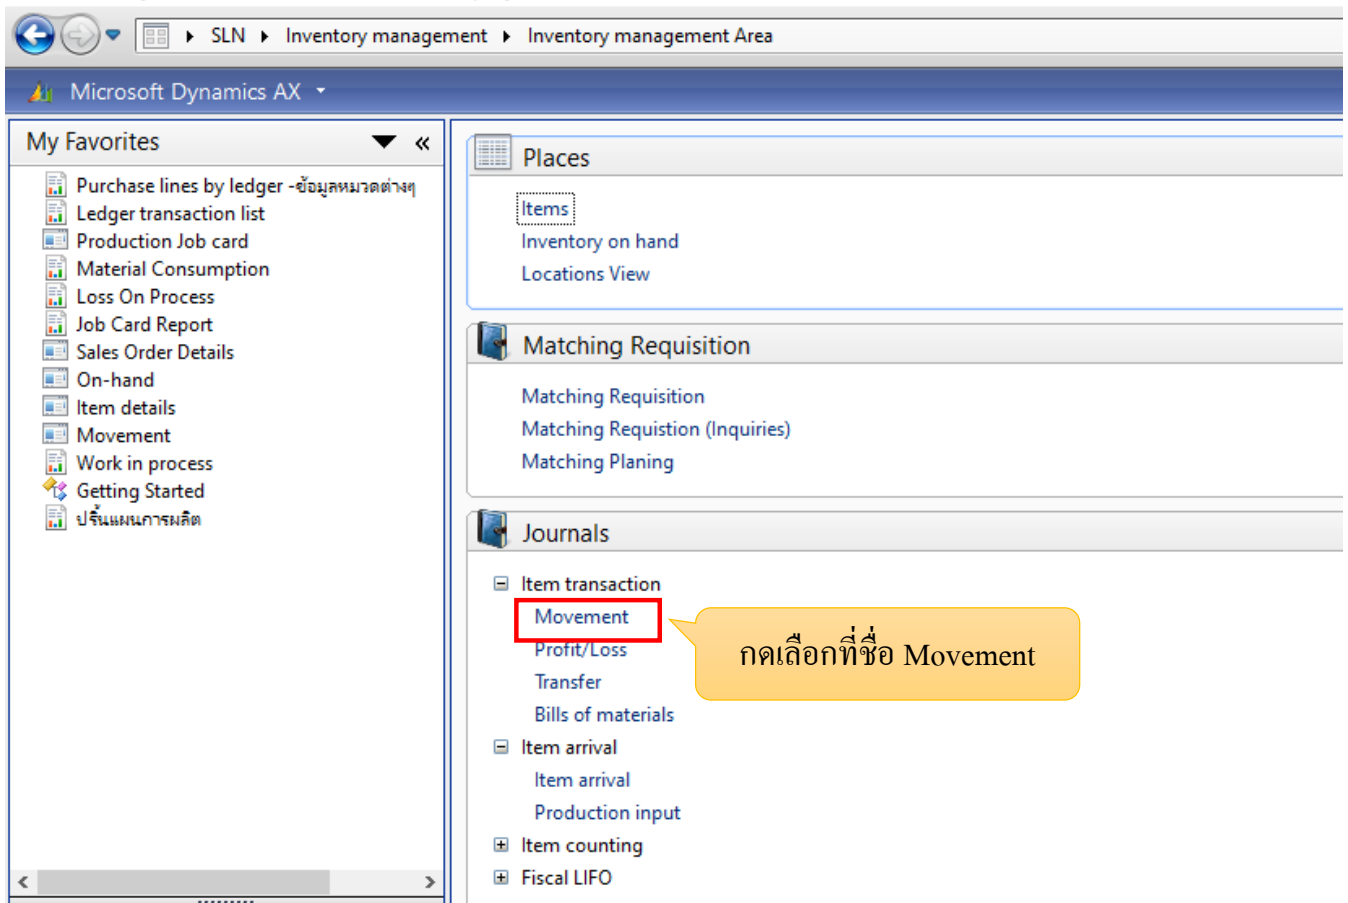 SLN Inventory management Inventory management Area
Microsoft Dynamics AX
My Favorites
Purchase lines by ledger -ข้อมูลหมวดต่างๆ
Ledger transaction list
Production Job card
Material Consumption
Loss On Process
Job Card Report
Sales Order Details
On-hand
Item details
Movement
Work in process
Getting Started
ปริ้นแผนการผลิต
Places
Items
Inventory on hand
Locations View
Matching Requisition
Matching Requisition
Matching Requistion (Inquiries)
Matching Planing
Journals
Item transaction
Movement
กดเลือกที่ชื่อ Movement
Profit/Loss
Transfer
Bills of materials
Item arrival
Item arrival
Production input
Item counting
Fiscal LIFO